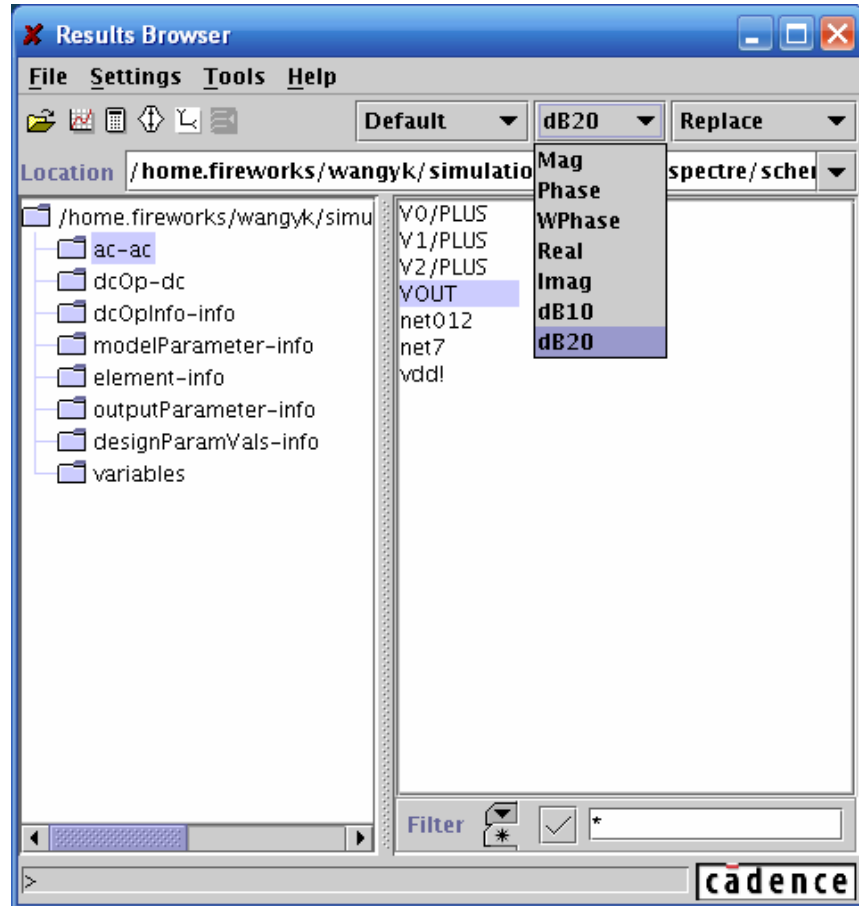 Results Browser
File Settings Tools Help
Default dB20 Replace
Location /home.fireworks/wangyk/simulatio spectre/scher
Mag
Phase
WPhase
Real
Imag
dB10
dB20
/home.fireworks/wangyk/simu
ac-ac
dcOp-dc
dcOpInfo-info
modelParameter-info
element-info
outputParameter-info
designParamVals-info
variables
V0/PLUS
V1/PLUS
V2/PLUS
VOUT
net012
net7
vdd!
Filter *
>
cādence